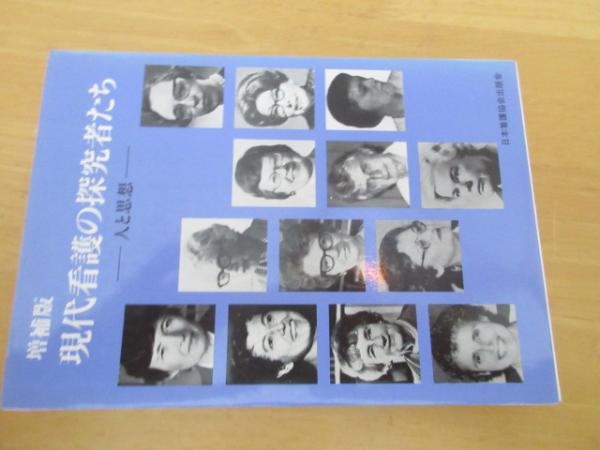 増補版
現代看護の探究者たち
― 人と思想 ―
日本看護協会出版会